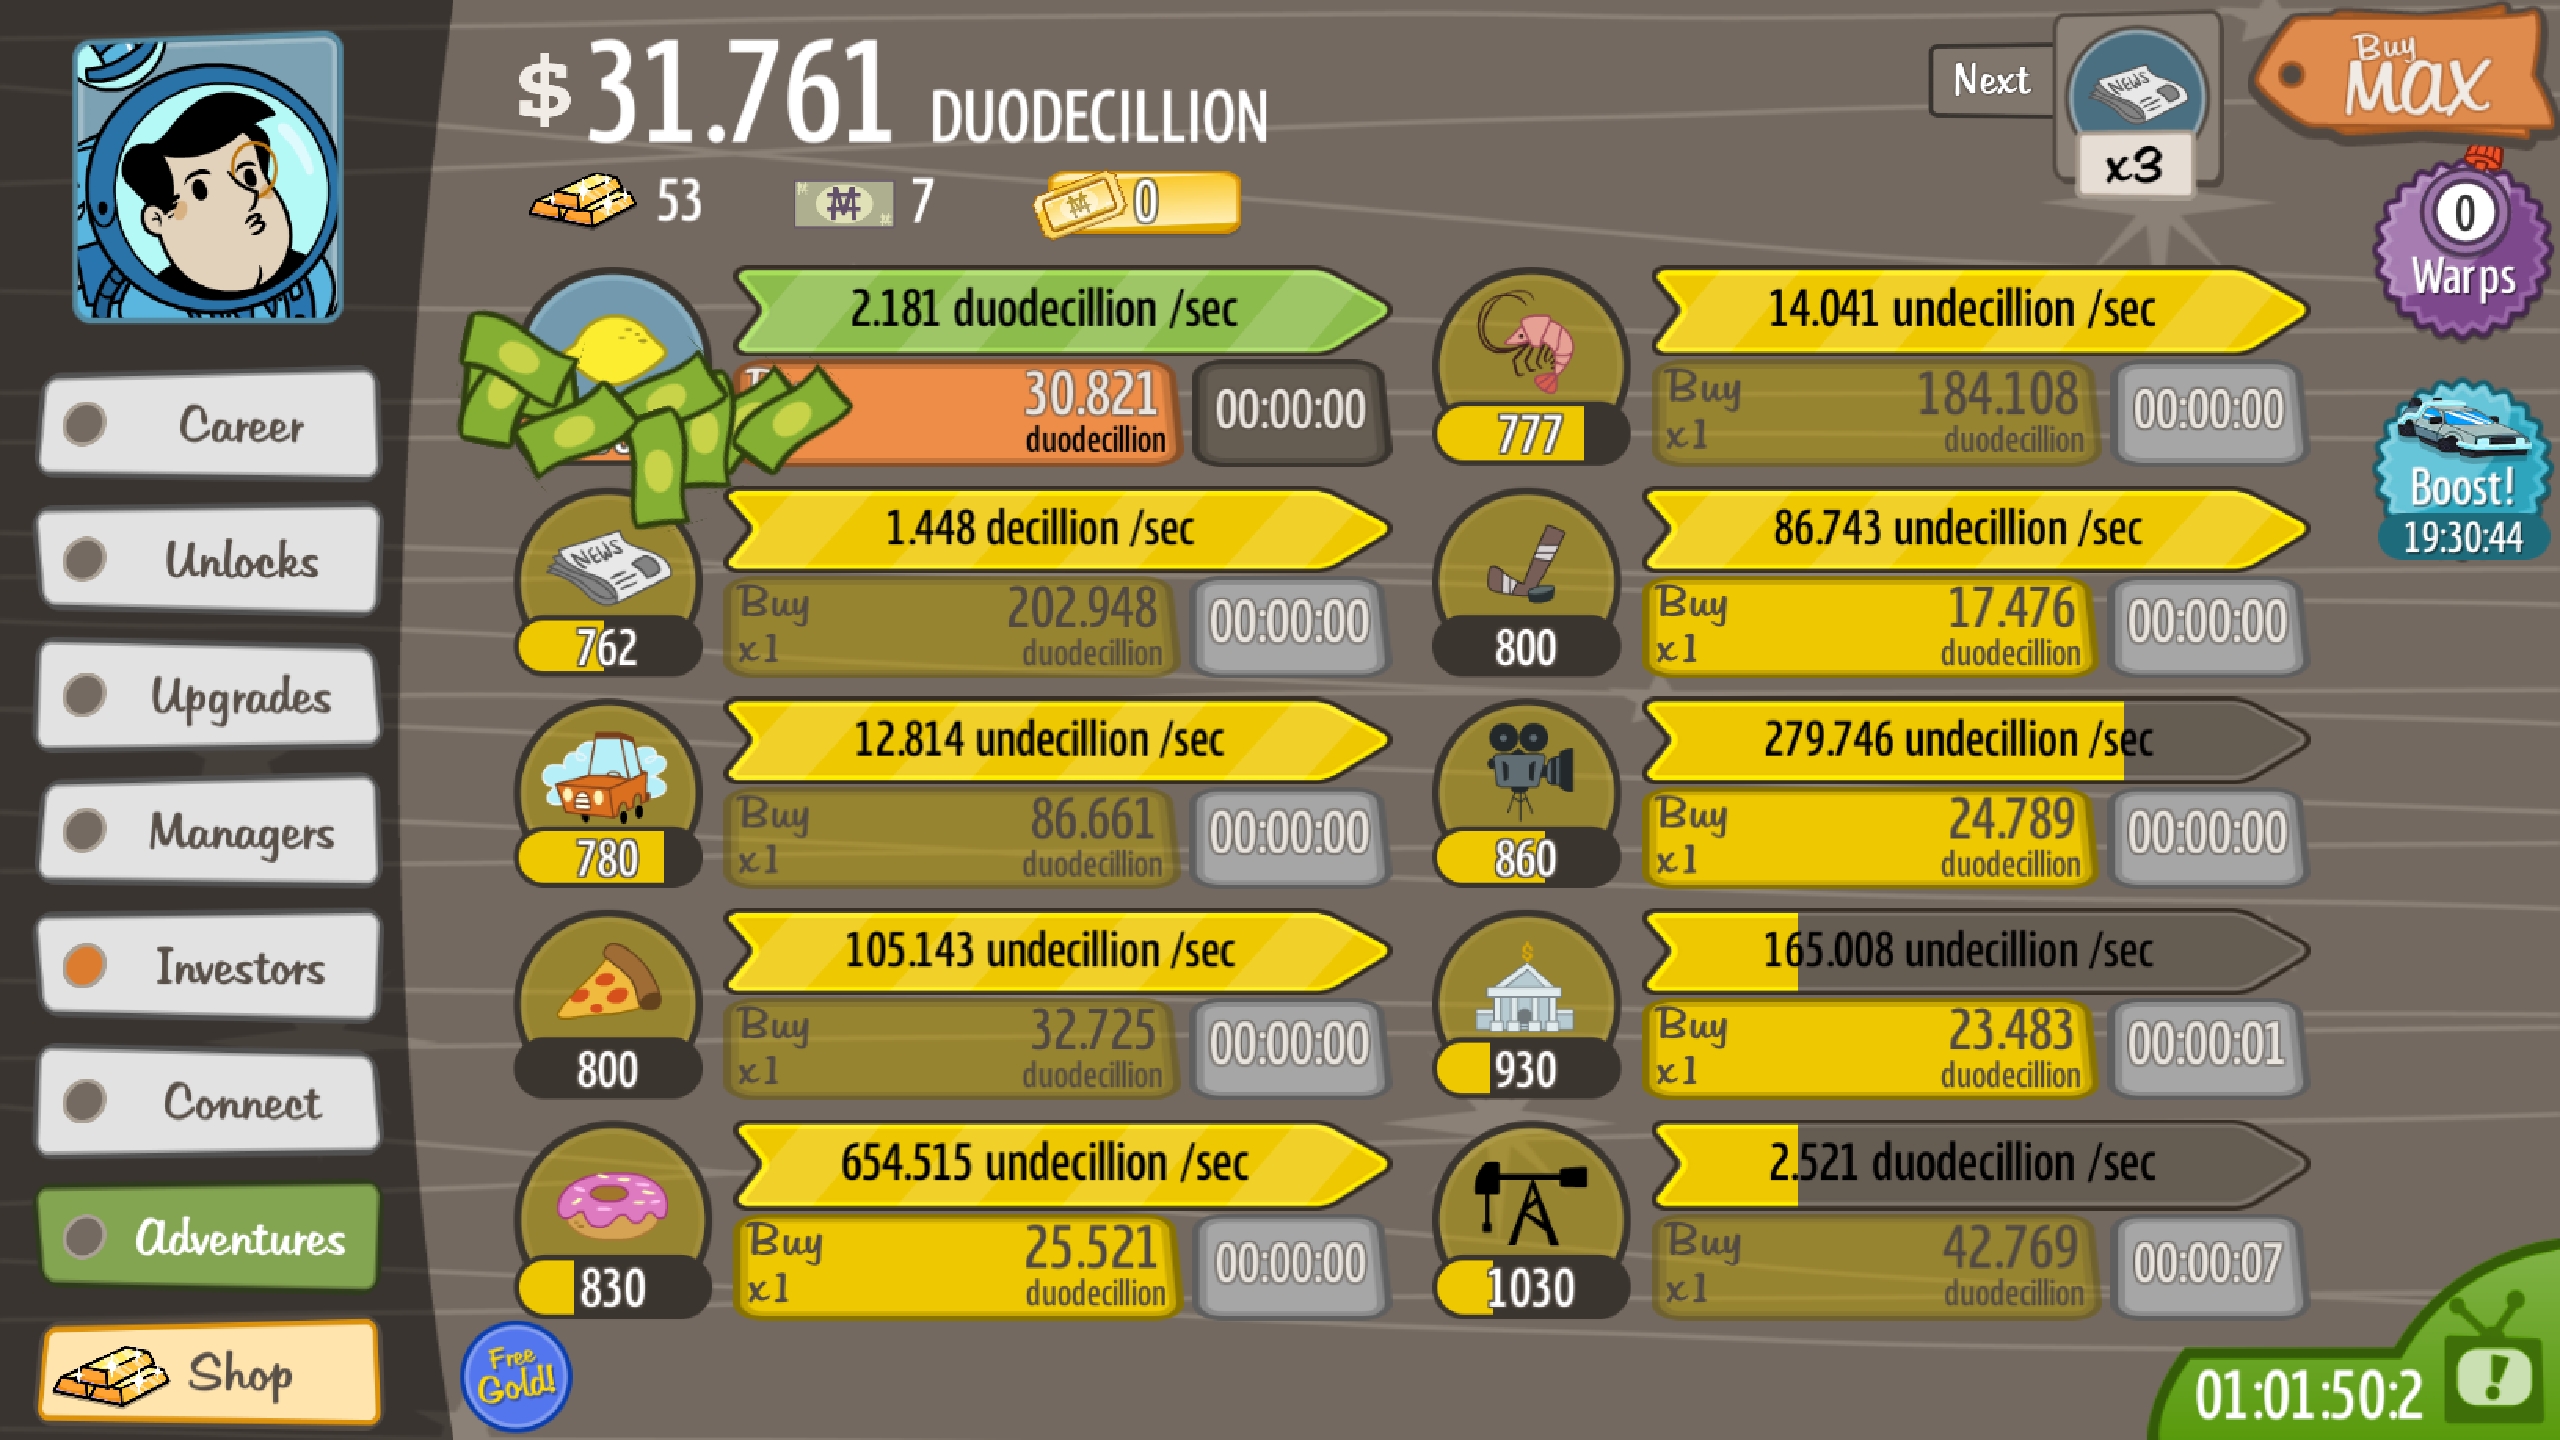 $ 31.761 DUODECILLION
Next
NEWS
x3
Buy
MAX
53
7
0
0
Warps
Boost!
19:30:44
Career
Unlocks
Upgrades
Managers
Investors
Connect
Adventures
Shop
2.181 duodecillion /sec
30.821
duodecillion
00:00:00
14.041 undecillion /sec
777
Buy
x1
184.108
duodecillion
00:00:00
NEWS
762
1.448 decillion /sec
Buy
x1
202.948
duodecillion
00:00:00
800
86.743 undecillion /sec
Buy
x1
17.476
duodecillion
00:00:00
780
12.814 undecillion /sec
Buy
x1
86.661
duodecillion
00:00:00
860
279.746 undecillion /sec
Buy
x1
24.789
duodecillion
00:00:00
800
105.143 undecillion /sec
Buy
x1
32.725
duodecillion
00:00:00
930
165.008 undecillion /sec
Buy
x1
23.483
duodecillion
00:00:01
830
654.515 undecillion /sec
Buy
x1
25.521
duodecillion
00:00:00
1030
2.521 duodecillion /sec
Buy
x1
42.769
duodecillion
00:00:07
Free
Gold!
01:01:50:2
!